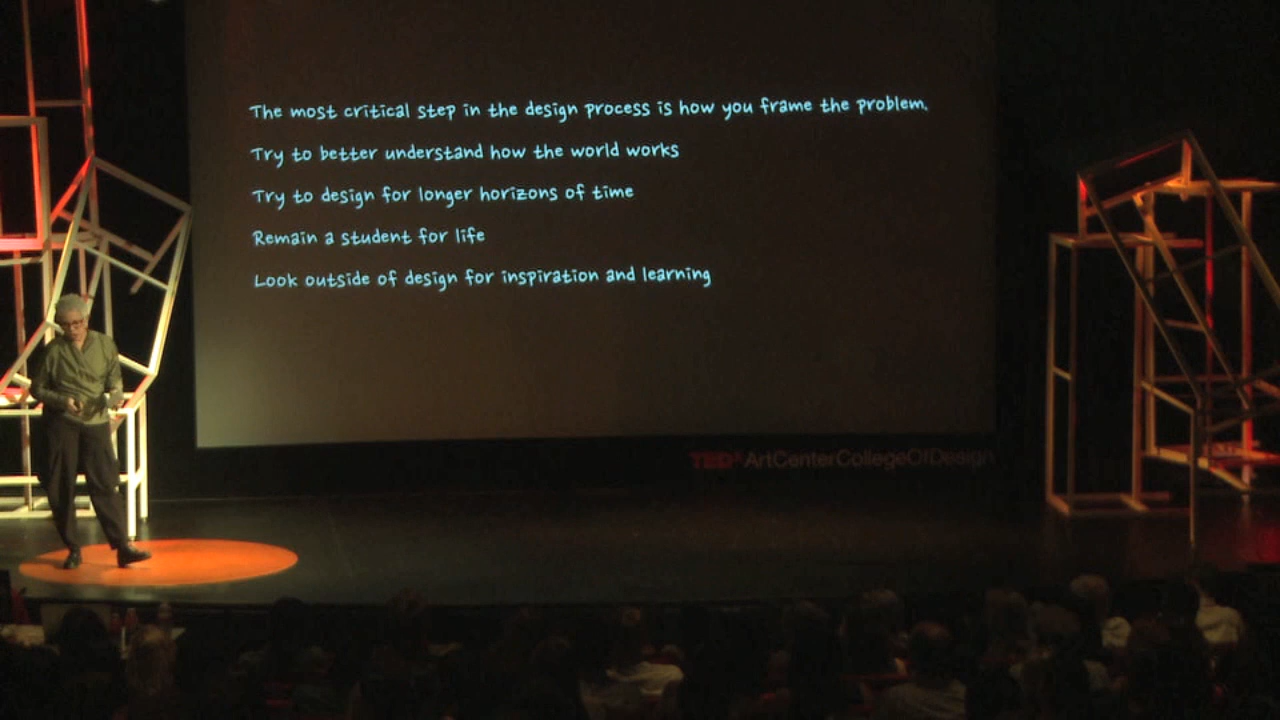 The most critical step in the design process is how you frame the problem.
Try to better understand how the world works
Try to design for longer horizons of time
Remain a student for life
Look outside of design for inspiration and learning
TEDxArtCenterCollegeOfDesign